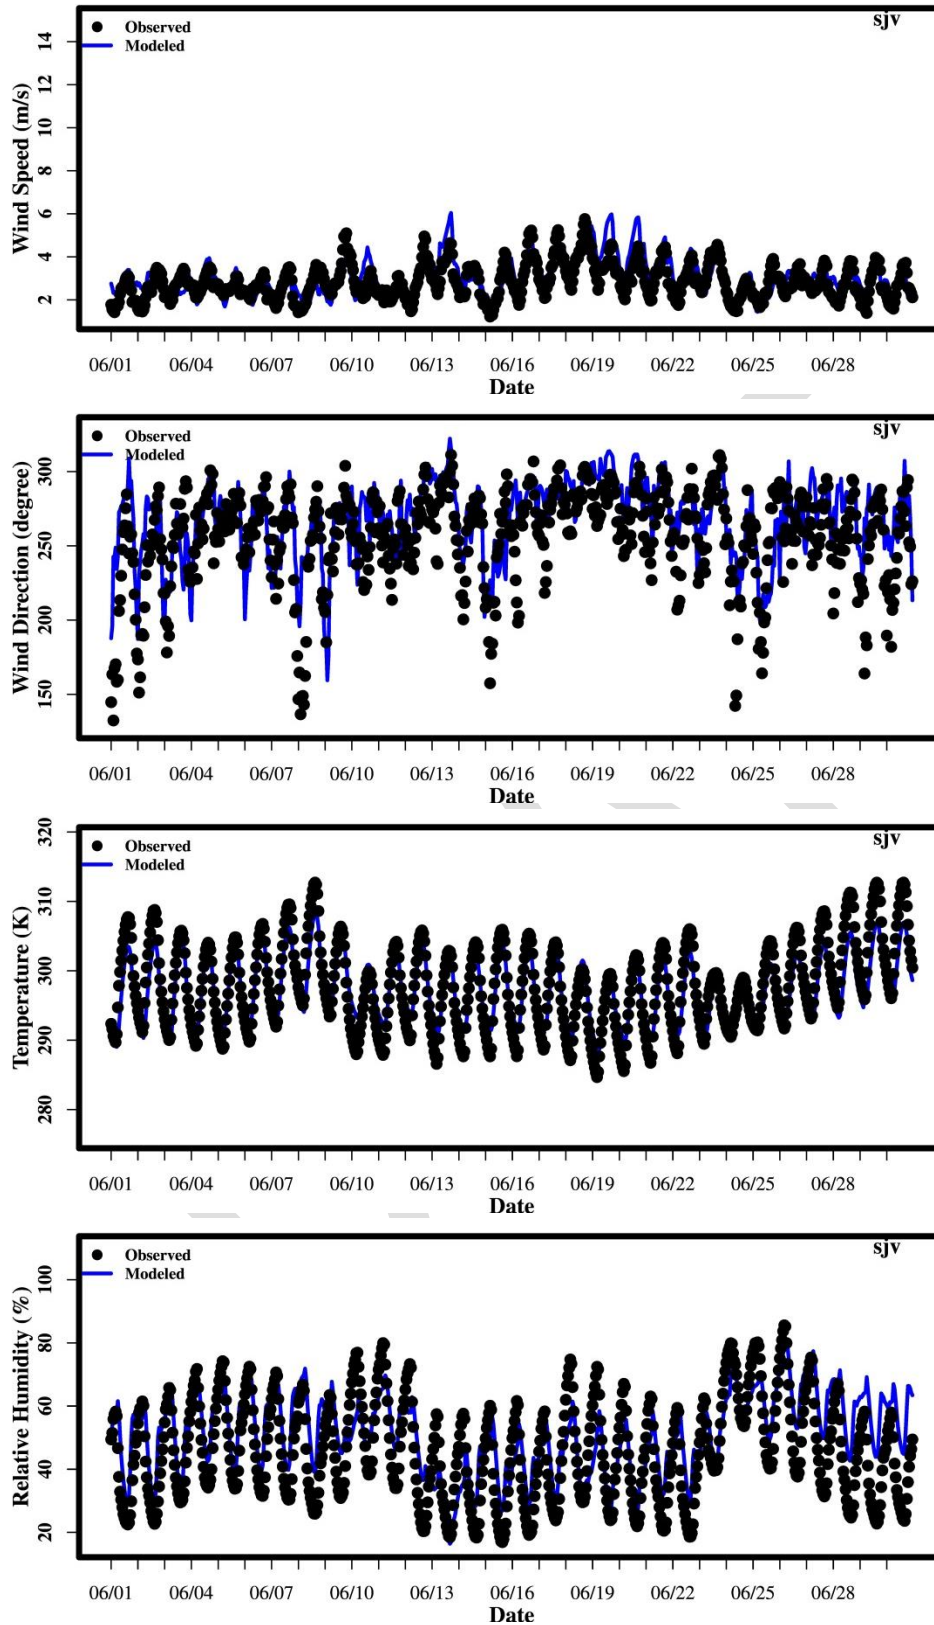 sjv
Observed
Modeled
14
12
10
8
6
4
2
Wind Speed (m/s)
06/01 06/04 06/07 06/10 06/13 06/16 06/19 06/22 06/25 06/28
Date
sjv
Observed
Modeled
300
250
200
150
Wind Direction (degree)
06/01 06/04 06/07 06/10 06/13 06/16 06/19 06/22 06/25 06/28
Date
sjv
Observed
Modeled
320
310
300
290
280
Temperature (K)
06/01 06/04 06/07 06/10 06/13 06/16 06/19 06/22 06/25 06/28
Date
sjv
Observed
Modeled
100
80
60
40
20
Relative Humidity (%)
06/01 06/04 06/07 06/10 06/13 06/16 06/19 06/22 06/25 06/28
Date